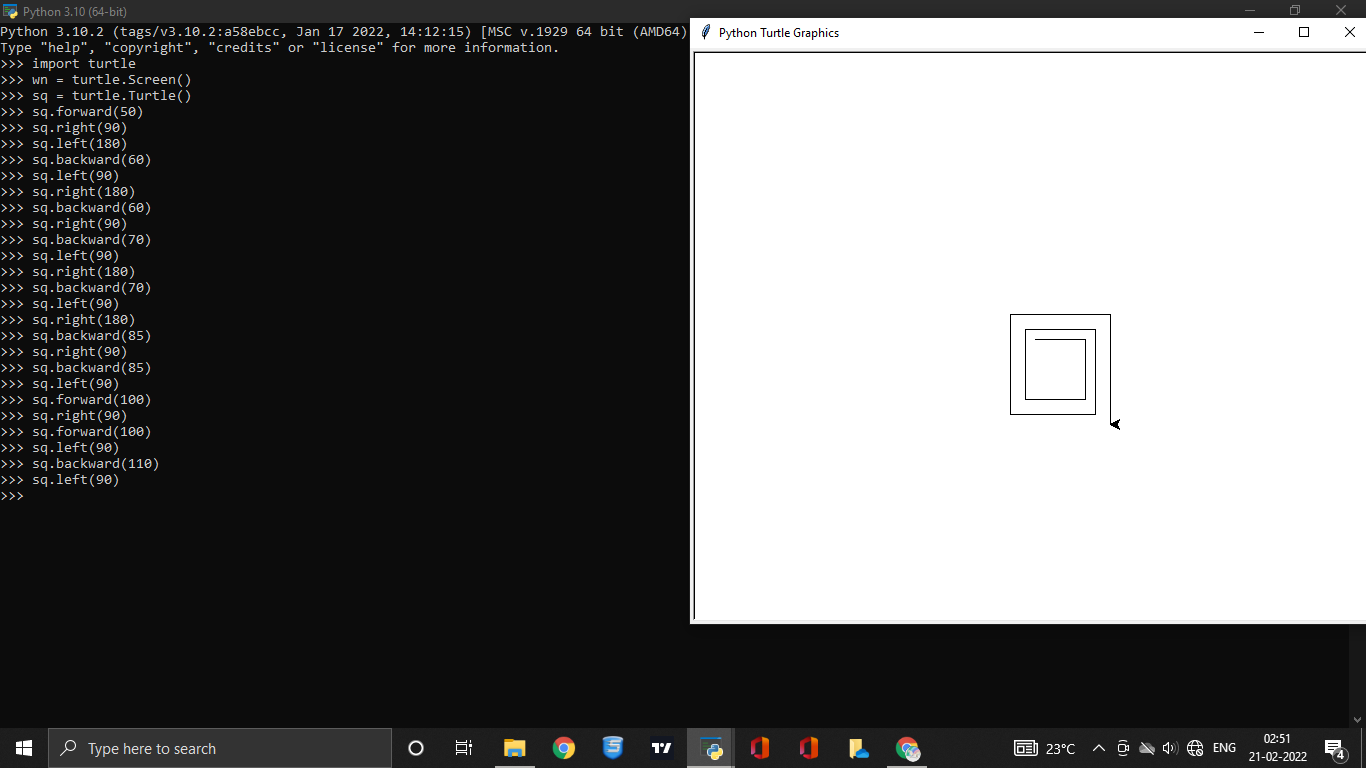 Python 3.10 (64-bit)
Python 3.10.2 (tags/v3.10.2:a58ebcc, Jan 17 2022, 14:12:15) [MSC v.1929 64 bit (AMD64)
Type "help", "copyright", "credits" or "license" for more information.
>>> import turtle
>>> wn = turtle.Screen()
>>> sq = turtle.Turtle()
>>> sq.forward(50)
>>> sq.right(90)
>>> sq.left(180)
>>> sq.backward(60)
>>> sq.left(90)
>>> sq.right(180)
>>> sq.backward(60)
>>> sq.right(90)
>>> sq.backward(70)
>>> sq.left(90)
>>> sq.right(180)
>>> sq.backward(70)
>>> sq.left(90)
>>> sq.right(180)
>>> sq.backward(85)
>>> sq.right(90)
>>> sq.backward(85)
>>> sq.left(90)
>>> sq.forward(100)
>>> sq.right(90)
>>> sq.forward(100)
>>> sq.left(90)
>>> sq.backward(110)
>>> sq.left(90)
>>>
Python Turtle Graphics
Type here to search
23°C
ENG
02:51
21-02-2022
4